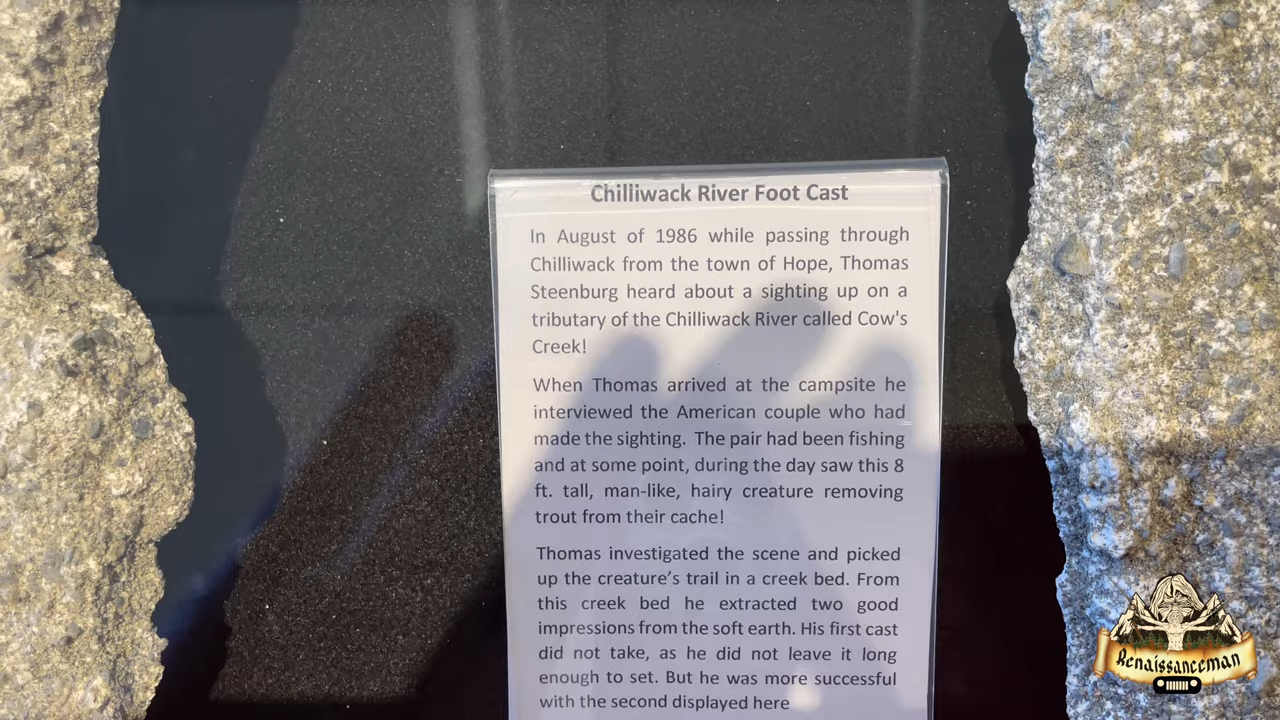 Chilliwack River Foot Cast
In August of 1986 while passing through
Chilliwack from the town of Hope, Thomas
Steenburg heard about a sighting up on a
tributary of the Chilliwack River called Cow's
Creek!
When Thomas arrived at the campsite he
interviewed the American couple who had
made the sighting. The pair had been fishing
and at some point, during the day saw this 8
ft. tall, man-like, hairy creature removing
trout from their cache!
Thomas investigated the scene and picked
up the creature’s trail in a creek bed. From
this creek bed he extracted two good
impressions from the soft earth. His first cast
did not take, as he did not leave it long
enough to set. But he was more successful
with the second displayed here
Renaissanceman